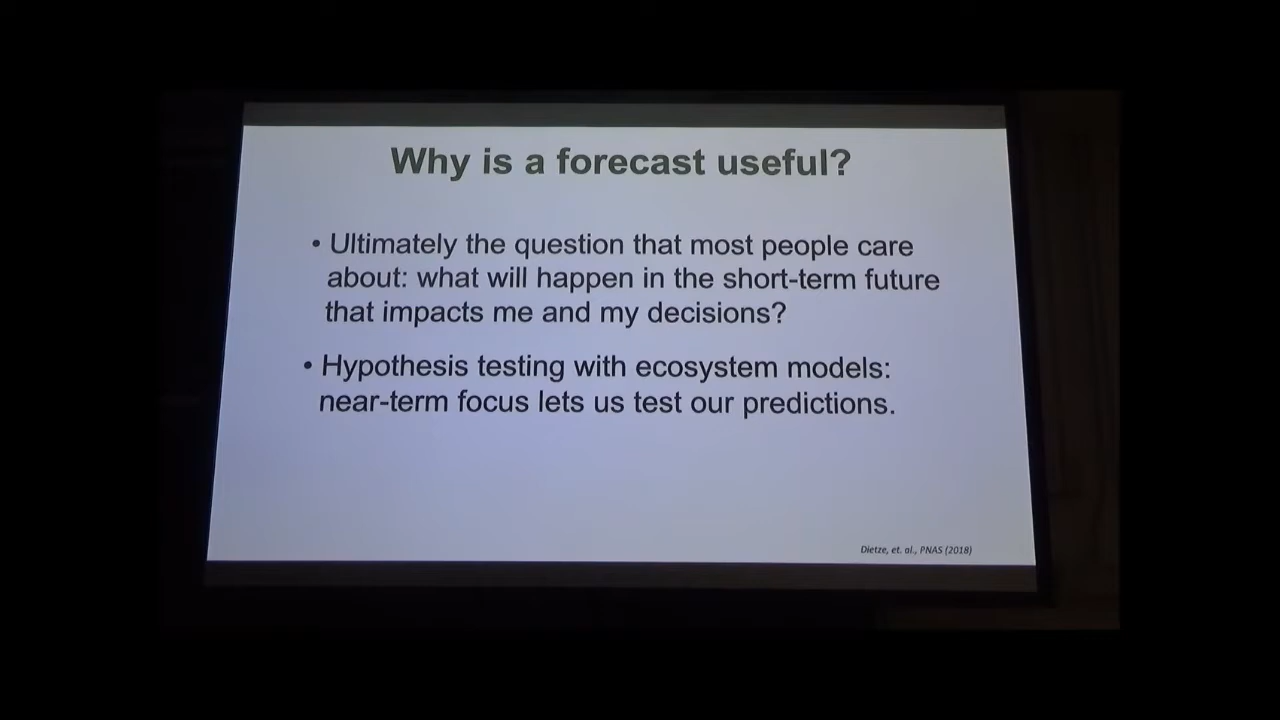 Why is a forecast useful?
• Ultimately the question that most people care
about: what will happen in the short-term future
that impacts me and my decisions?
• Hypothesis testing with ecosystem models:
near-term focus lets us test our predictions.
Dietze, et. al., PNAS (2018)